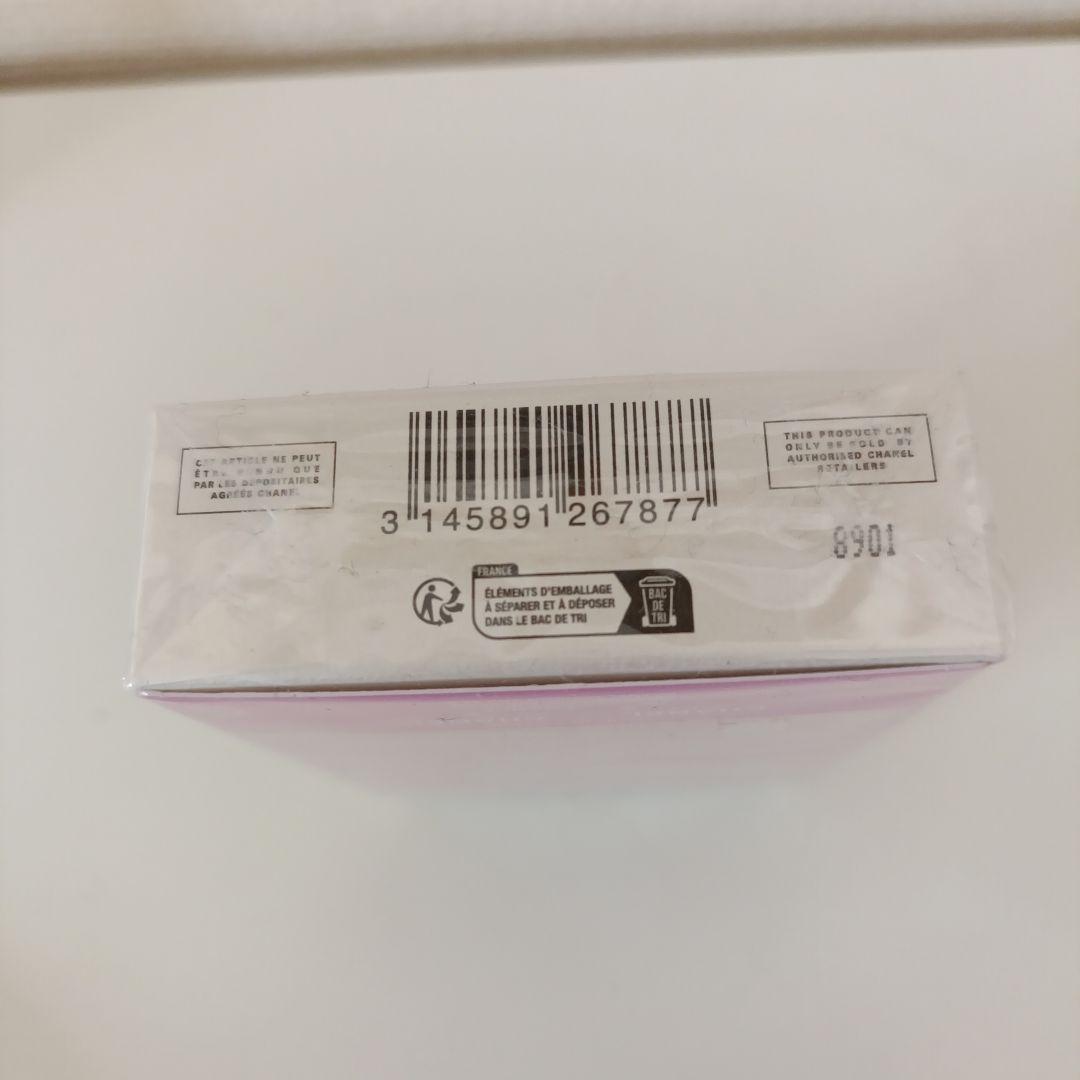 CET ARTICLE NE PEUT
ÊTRE VENDU QUE
PAR LES DÉPOSITAIRES
AGRÉÉS CHANEL
3 145891 267877
THIS PRODUCT CAN
ONLY BE SOLD BY
AUTHORISED CHANEL
RETAILERS
8901
FRANCE
ÉLÉMENTS D'EMBALLAGE
À SÉPARER ET À DÉPOSER
DANS LE BAC DE TRI
BAC
DE
TRI